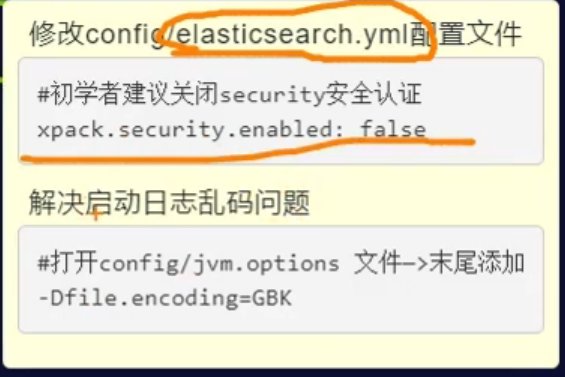 修改config/elasticsearch.yml配置文件
#初学者建议关闭security安全认证
xpack.security.enabled: false
解决启动日志乱码问题
#打开config/jvm.options 文件—>末尾添加
-Dfile.encoding=GBK